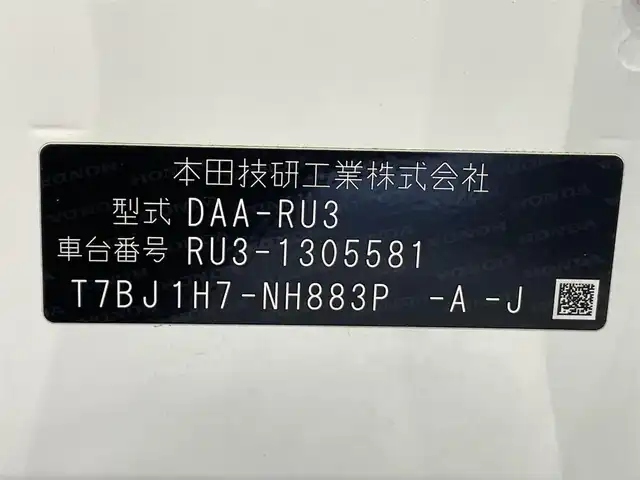 本田技研工業株式会社
型式 DAA-RU3
車台番号 RU3-1305581
T7BJ1H7-NH883P -A -J